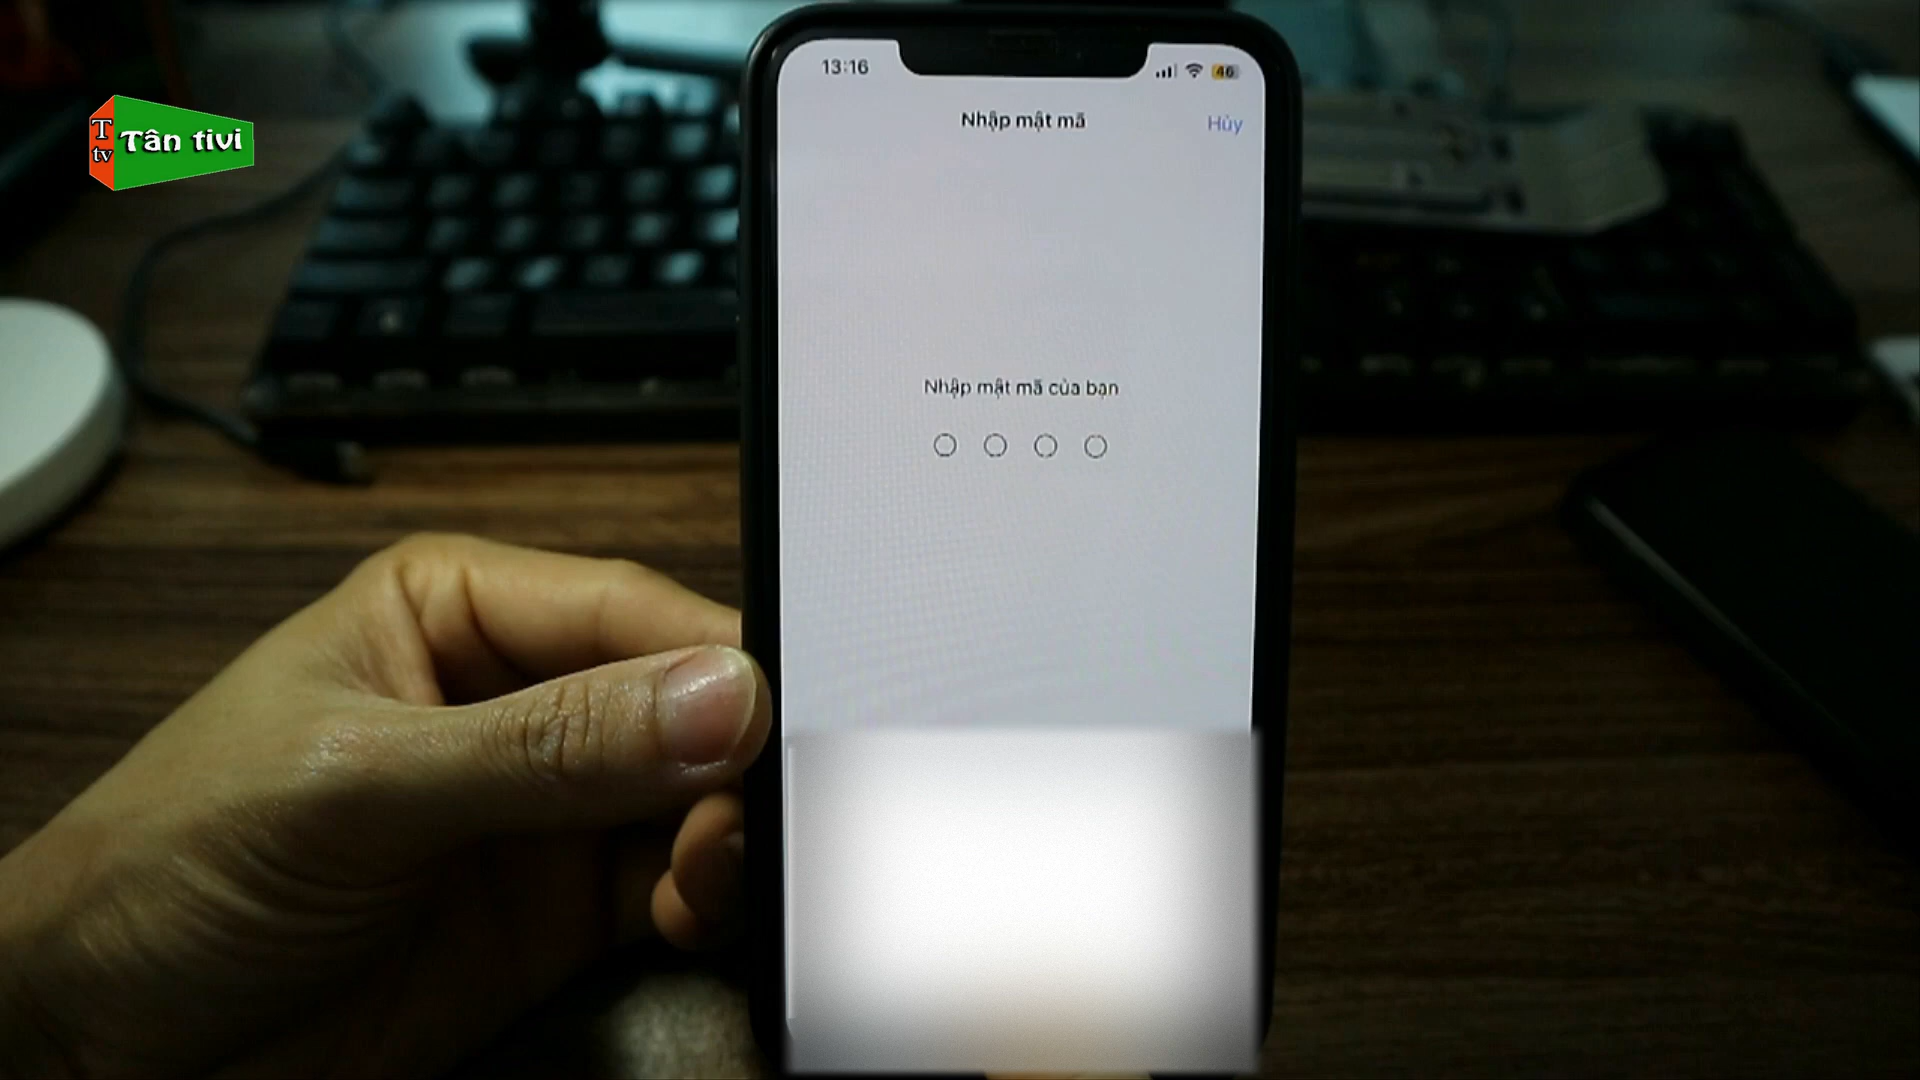 T
tv
Tân tivi
13:16
46
Nhập mật mã
Hủy
Nhập mật mã của bạn